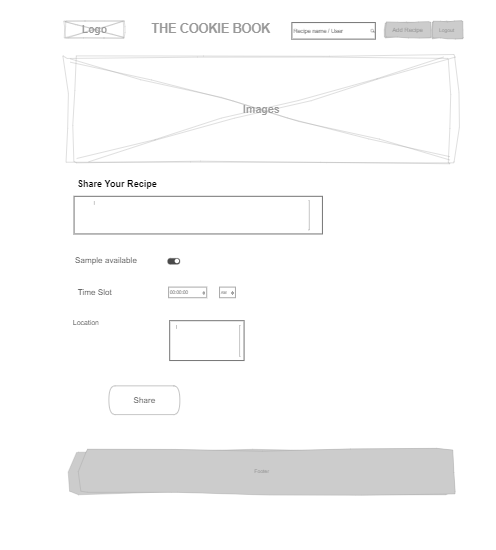 Logo
THE COOKIE BOOK
Recipe name / User
Add Recipe
Logout
Images
Share Your Recipe
Sample available
Time Slot
00:00:00
Location
Share
Footer